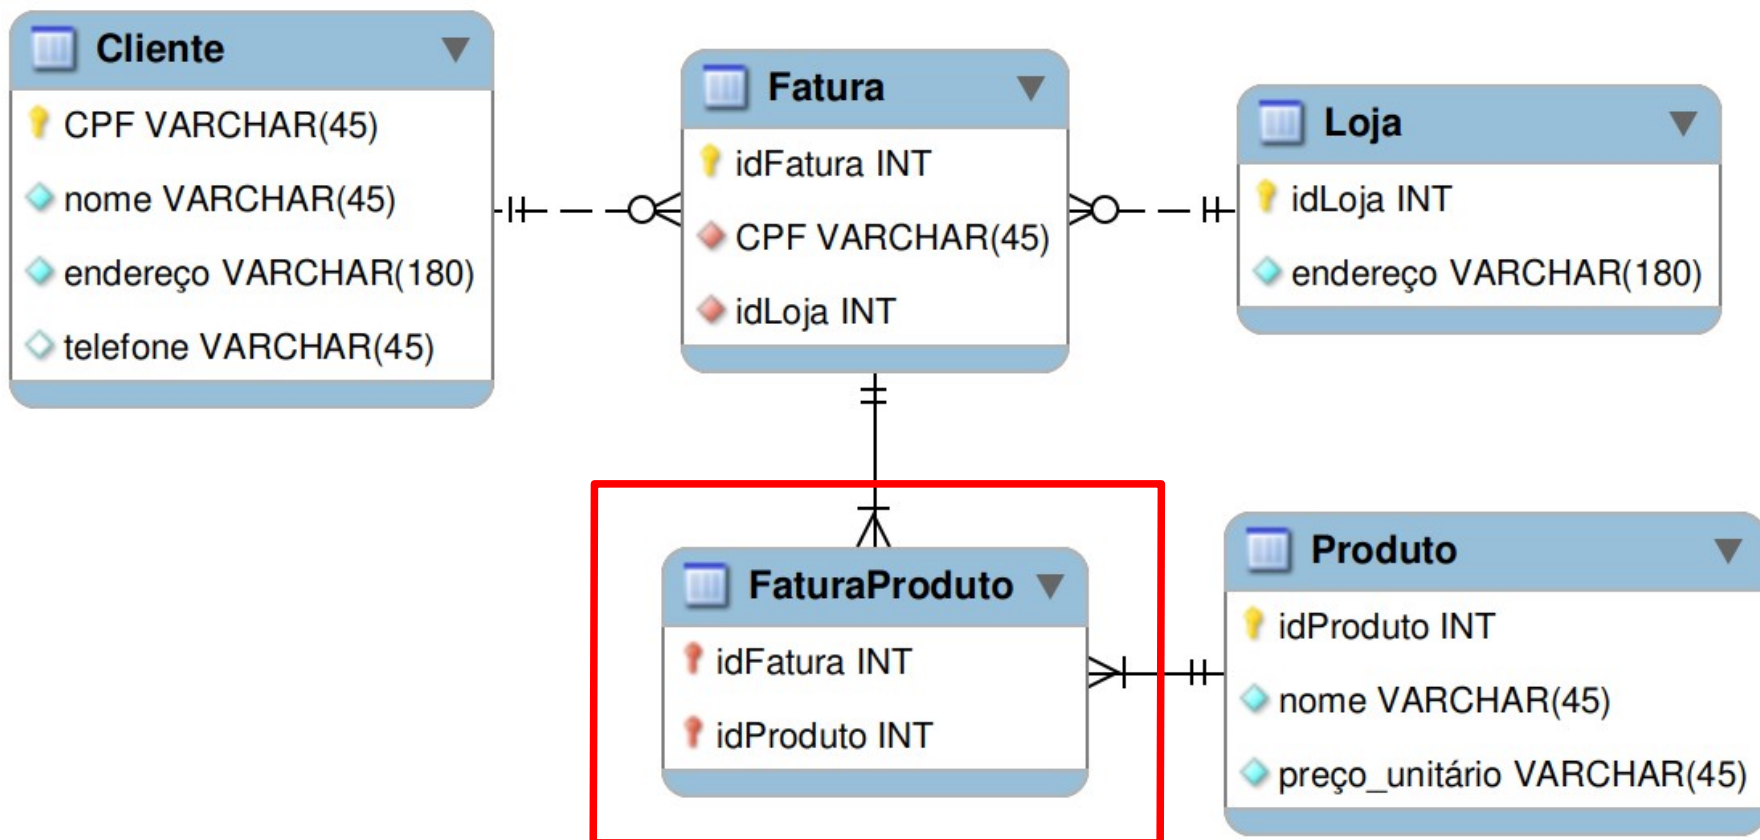 Cliente
CPF VARCHAR(45)
nome VARCHAR(45)
endereço VARCHAR(180)
telefone VARCHAR(45)
Fatura
idFatura INT
CPF VARCHAR(45)
idLoja INT
Loja
idLoja INT
endereço VARCHAR(180)
FaturaProduto
idFatura INT
idProduto INT
Produto
idProduto INT
nome VARCHAR(45)
preço_unitário VARCHAR(45)